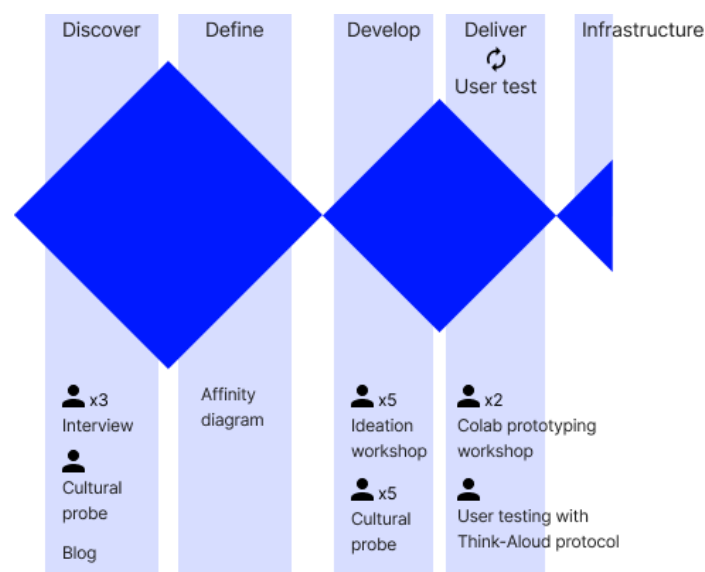 Discover
Define
Develop
Deliver
Infrastructure
User test
x3
Interview
Cultural
probe
Blog
Affinity
diagram
x5
Ideation
workshop
x5
Cultural
probe
x2
Colab prototyping
workshop
User testing with
Think-Aloud protocol